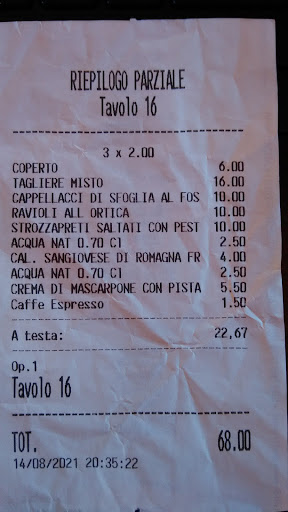 RIEPILOGO PARZIALE
Tavolo 16
3 x 2.00
COPERTO 6.00
TAGLIERE MISTO 16.00
CAPPELLACCI DI SFOGLIA AL FOS 10.00
RAVIOLI ALL ORTICA 10.00
STROZZAPRETI SALTATI CON PEST 10.00
ACQUA NAT 0.70 Cl 2.50
CAL. SANGIOVESE DI ROMAGNA FR 4.00
ACQUA NAT 0.70 Cl 2.50
CREMA DI MASCARPONE CON PISTA 5.50
Caffe Espresso 1.50
A testa: 22,67
Op.1
Tavolo 16
TOT. 68.00
14/08/2021 20:35:22